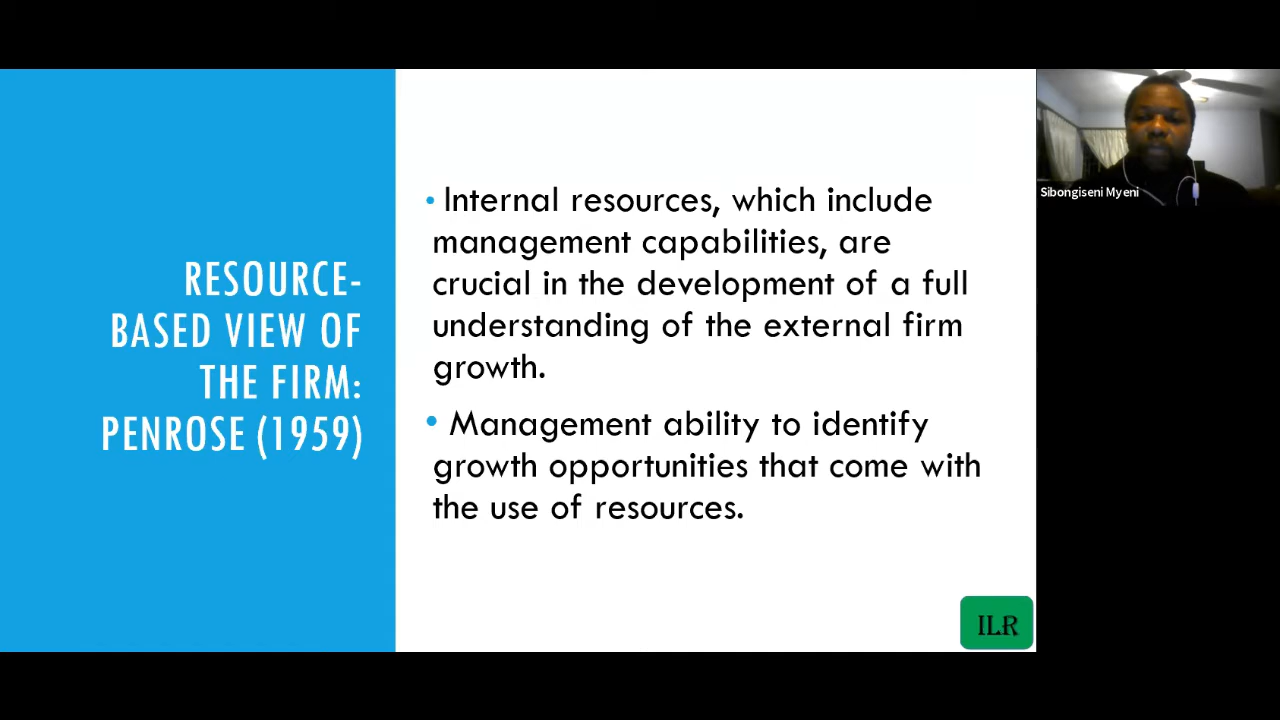 RESOURCE-
BASED VIEW OF
THE FIRM:
PENROSE (1959)
• Internal resources, which include
management capabilities, are
crucial in the development of a full
understanding of the external firm
growth.
• Management ability to identify
growth opportunities that come with
the use of resources.
ILR
Sibongiseni Myeni